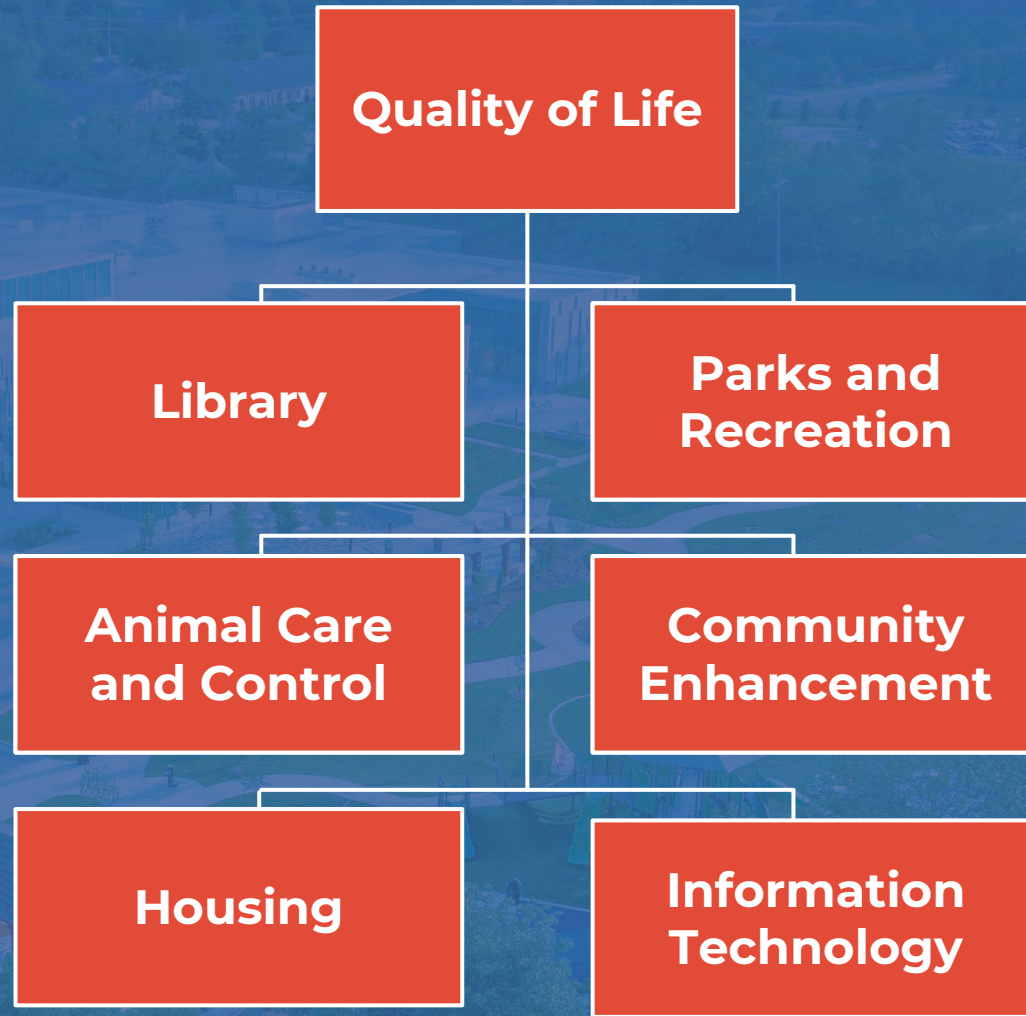 Quality of Life
Library
Parks and
Recreation
Animal Care
and Control
Community
Enhancement
Housing
Information
Technology